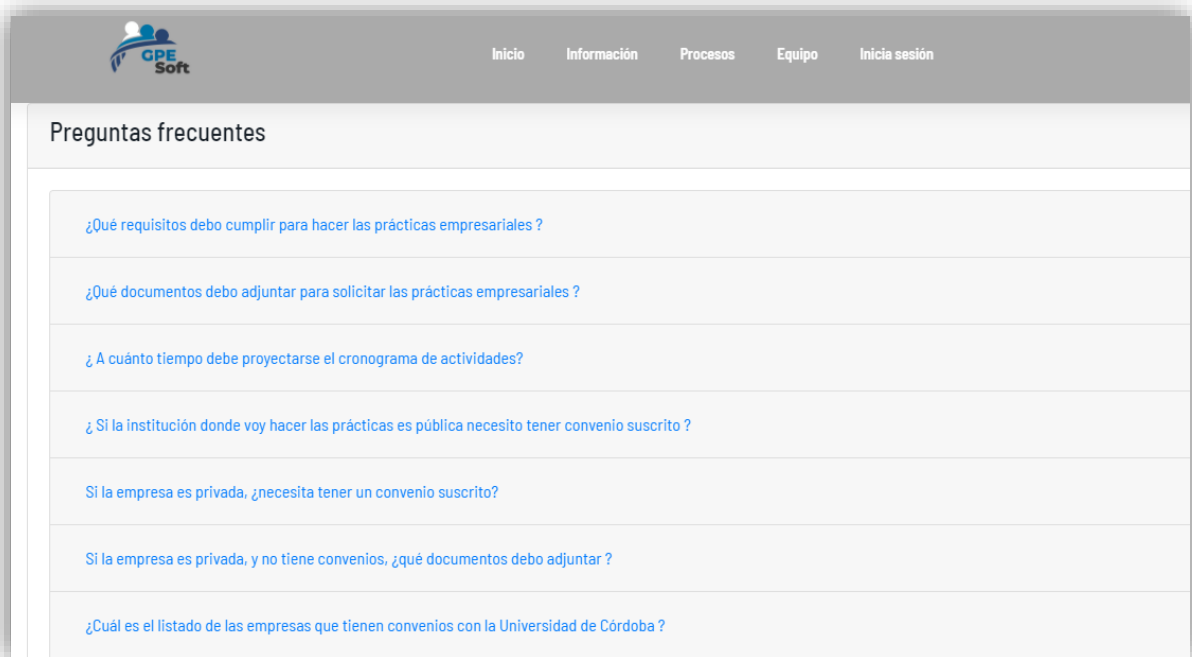 GPE
Soft
Inicio Información Procesos Equipo Inicia sesión
Preguntas frecuentes
¿Qué requisitos debo cumplir para hacer las prácticas empresariales ?
¿Qué documentos debo adjuntar para solicitar las prácticas empresariales ?
¿ A cuánto tiempo debe proyectarse el cronograma de actividades?
¿ Si la institución donde voy hacer las prácticas es pública necesito tener convenio suscrito ?
Si la empresa es privada, ¿necesita tener un convenio suscrito?
Si la empresa es privada, y no tiene convenios, ¿qué documentos debo adjuntar ?
¿Cuál es el listado de las empresas que tienen convenios con la Universidad de Córdoba ?